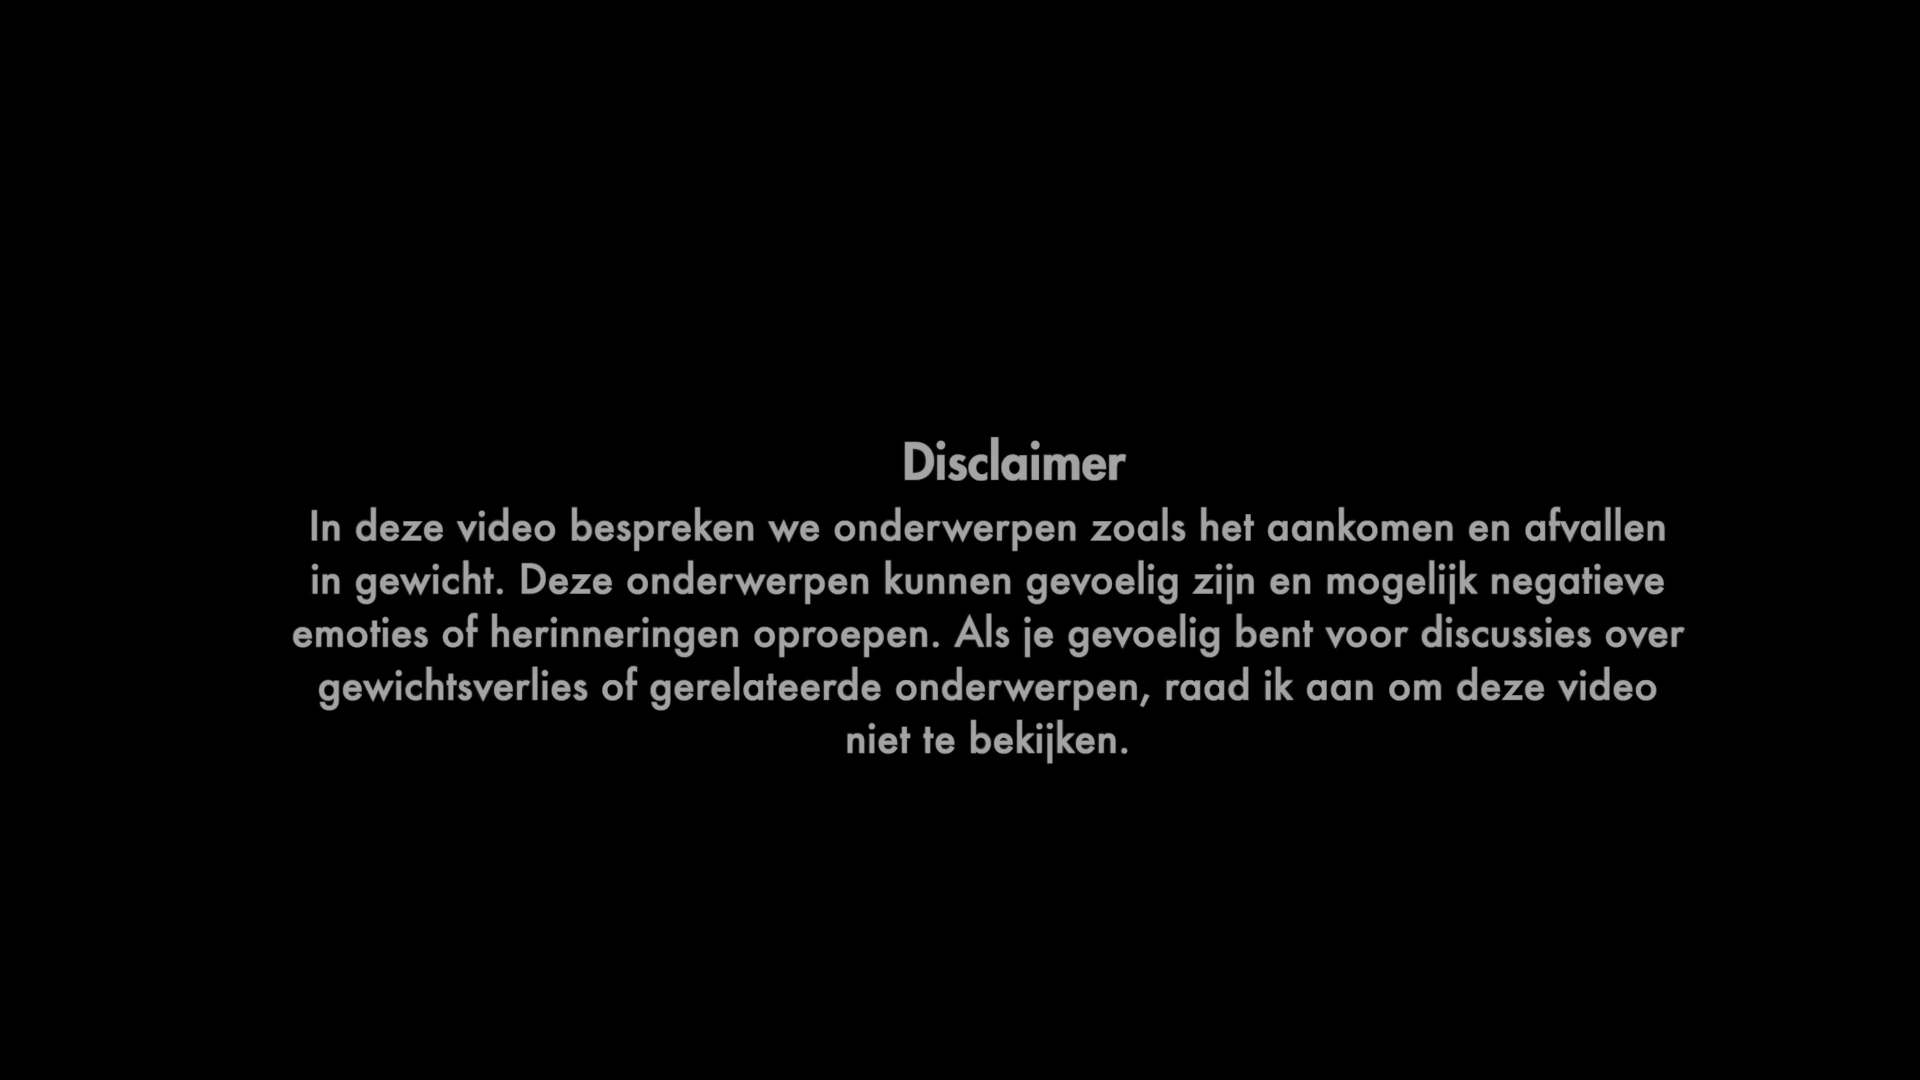 Disclaimer
In deze video bespreken we onderwerpen zoals het aankomen en afvallen
in gewicht. Deze onderwerpen kunnen gevoelig zijn en mogelijk negatieve
emoties of herinneringen oproepen. Als je gevoelig bent voor discussies over
gewichtsverlies of gerelateerde onderwerpen, raad ik aan om deze video
niet te bekijken.